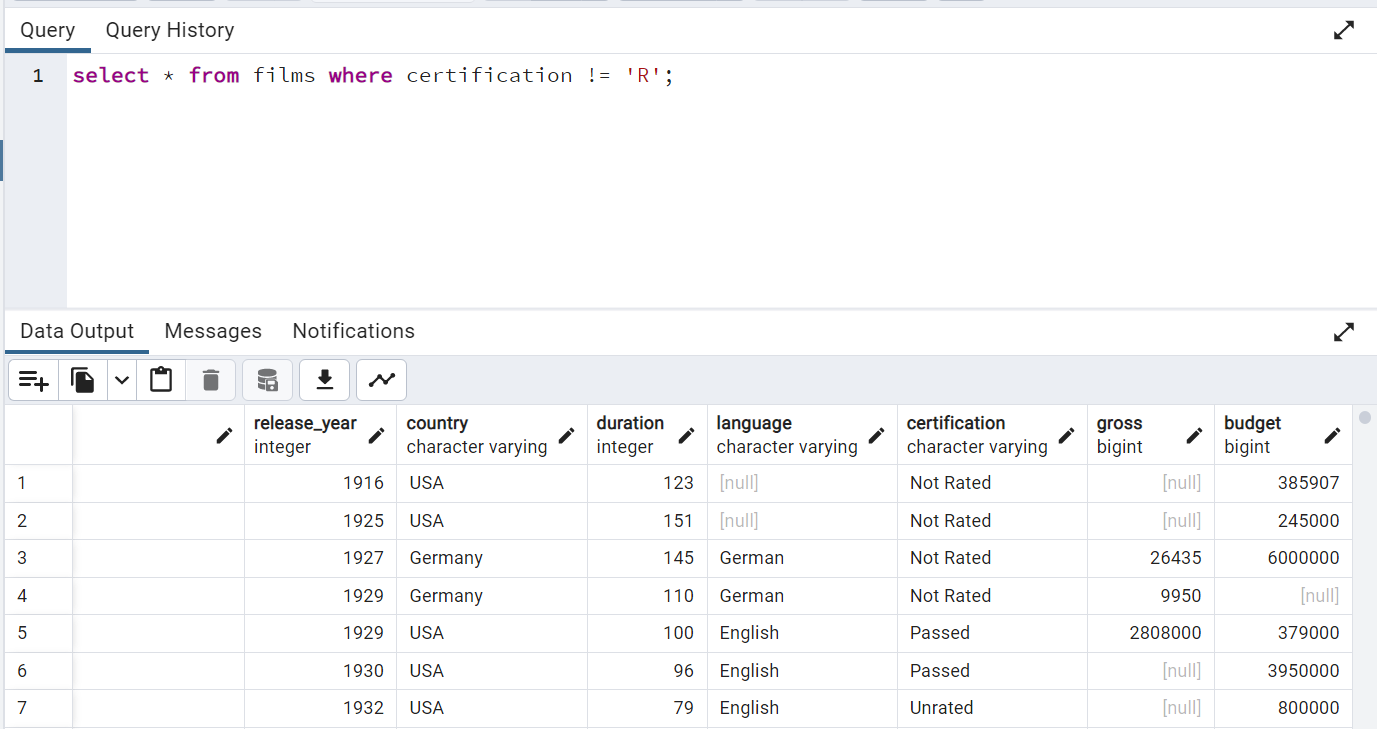 Query Query History
1 select * from films where certification != 'R';
Data Output Messages Notifications
release_year country duration language certification gross budget
integer character varying integer character varying character varying bigint bigint
1 1916 USA 123 [null] Not Rated [null] 385907
2 1925 USA 151 [null] Not Rated [null] 245000
3 1927 Germany 145 German Not Rated 26435 6000000
4 1929 Germany 110 German Not Rated 9950 [null]
5 1929 USA 100 English Passed 2808000 379000
6 1930 USA 96 English Passed [null] 3950000
7 1932 USA 79 English Unrated [null] 800000